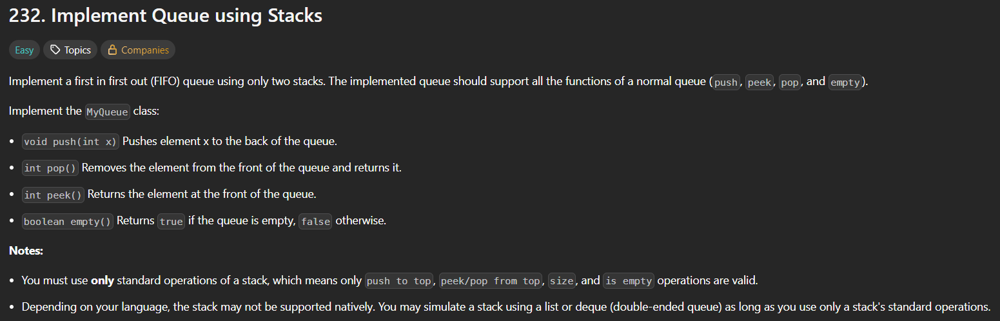 232. Implement Queue using Stacks
Easy Topics Companies
Implement a first in first out (FIFO) queue using only two stacks. The implemented queue should support all the functions of a normal queue (push, peek, pop, and empty).
Implement the MyQueue class:
• void push(int x) Pushes element x to the back of the queue.
• int pop() Removes the element from the front of the queue and returns it.
• int peek() Returns the element at the front of the queue.
• boolean empty() Returns true if the queue is empty, false otherwise.
Notes:
• You must use only standard operations of a stack, which means only push to top, peek/pop from top, size, and is empty operations are valid.
• Depending on your language, the stack may not be supported natively. You may simulate a stack using a list or deque (double-ended queue) as long as you use only a stack's standard operations.